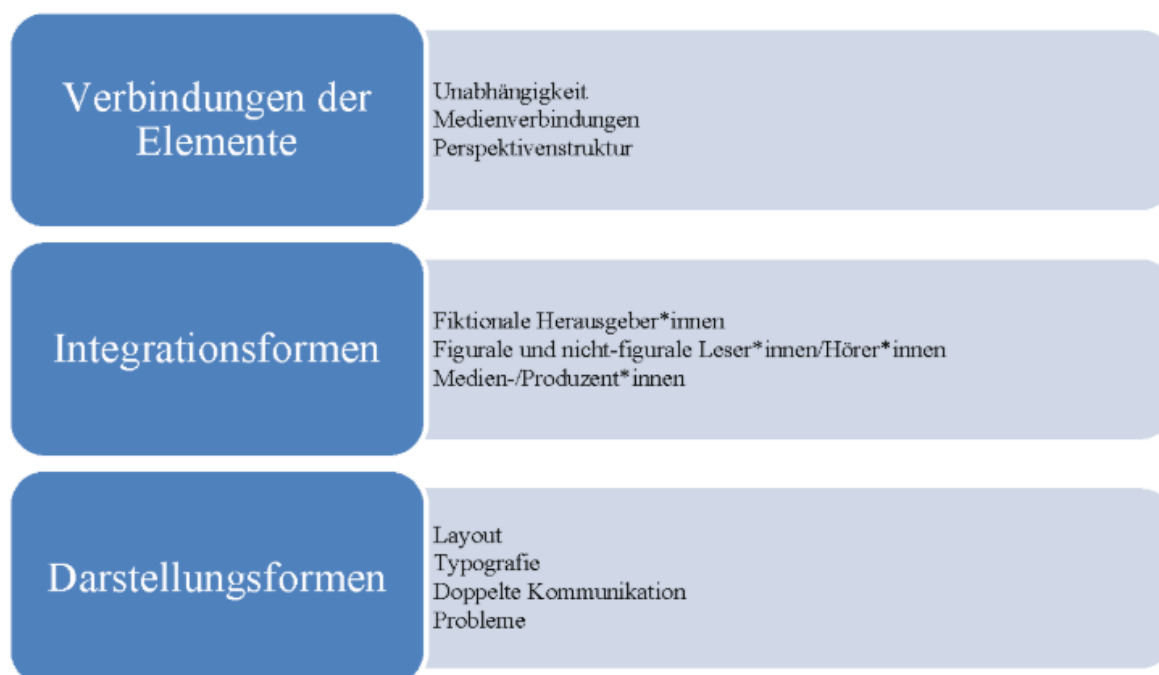 Verbindungen der
Elemente
Unabhängigkeit
Medienverbindungen
Perspektivenstruktur
Integrationsformen
Fiktionale Herausgeber*innen
Figurale und nicht-figurale Leser*innen/Hörer*innen
Medien-/Produzent*innen
Darstellungsformen
Layout
Typografie
Doppelte Kommunikation
Probleme